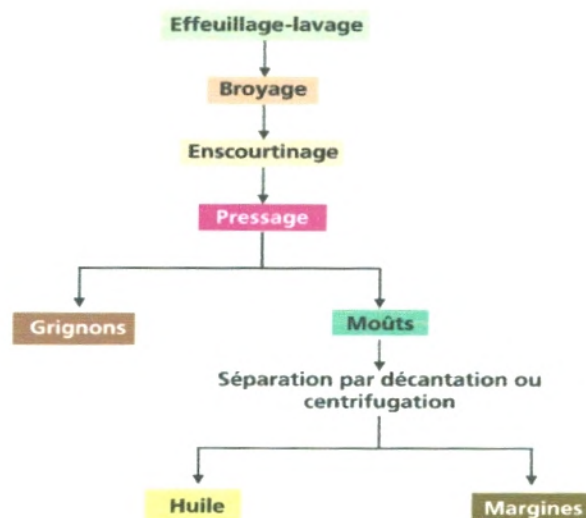 Effeuillage-lavage
Broyage
Enscourtinage
Pressage
Grignons
Moûts
Séparation par décantation ou
centrifugation
Huile
Margines